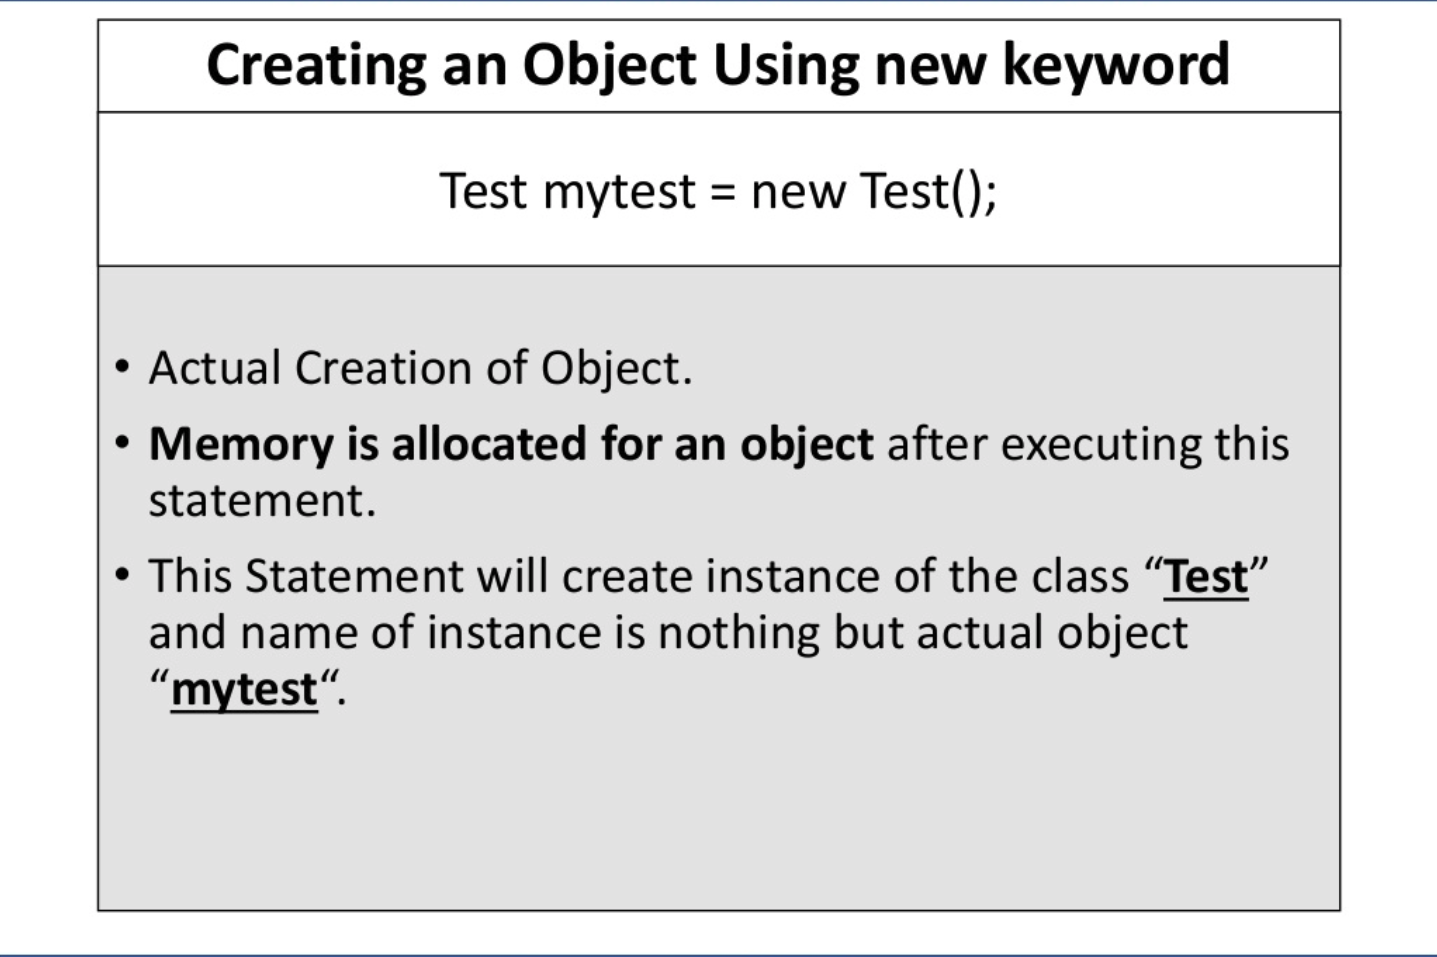 Creating an Object Using new keyword
Test mytest = new Test();
• Actual Creation of Object.
• Memory is allocated for an object after executing this
statement.
• This Statement will create instance of the class “Test”
and name of instance is nothing but actual object
“mytest“.